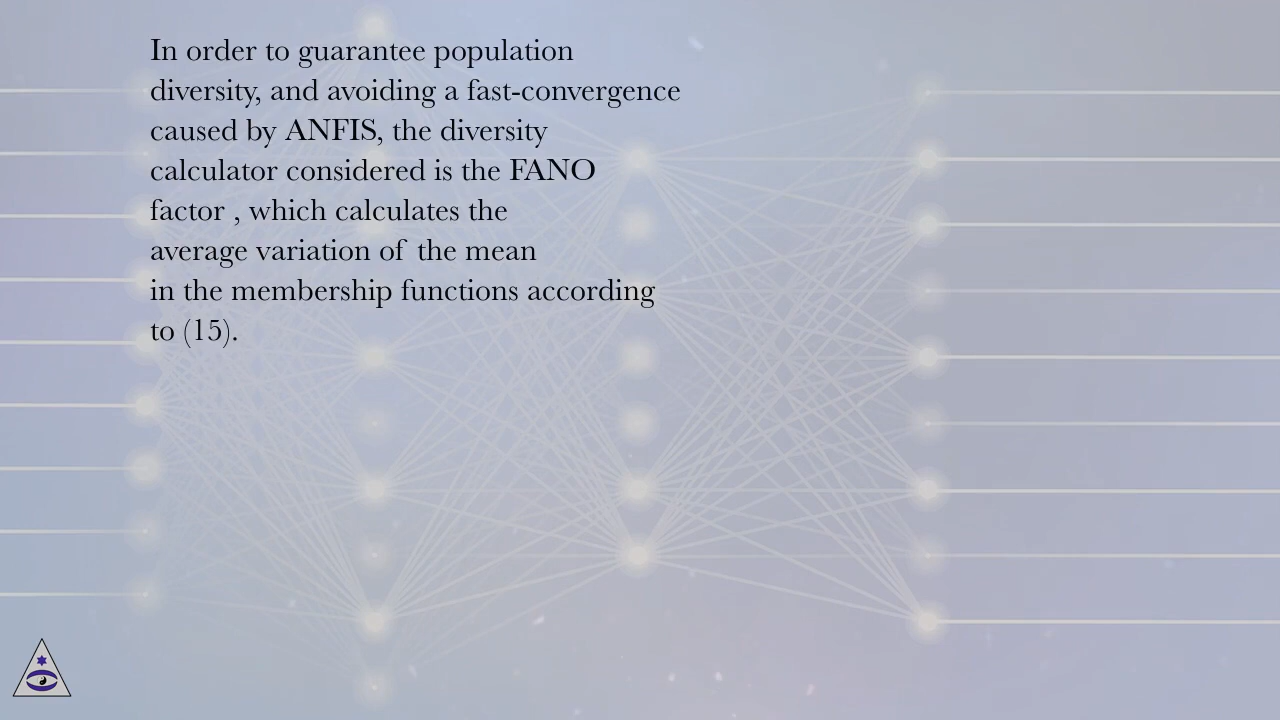 In order to guarantee population
diversity, and avoiding a fast-convergence
caused by ANFIS, the diversity
calculator considered is the FANO
factor , which calculates the
average variation of the mean
in the membership functions according
to (15).